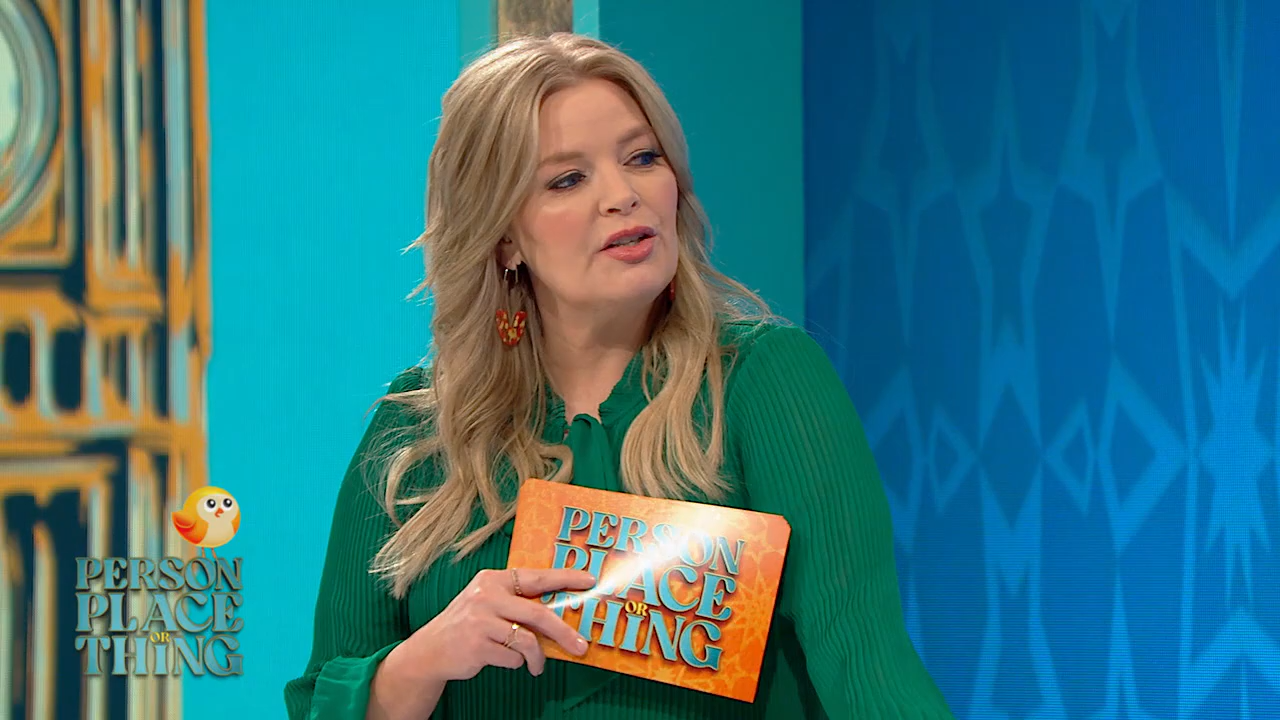 PERSON
PLACE
OR
THING
PERSON
PLACE
OR
THING